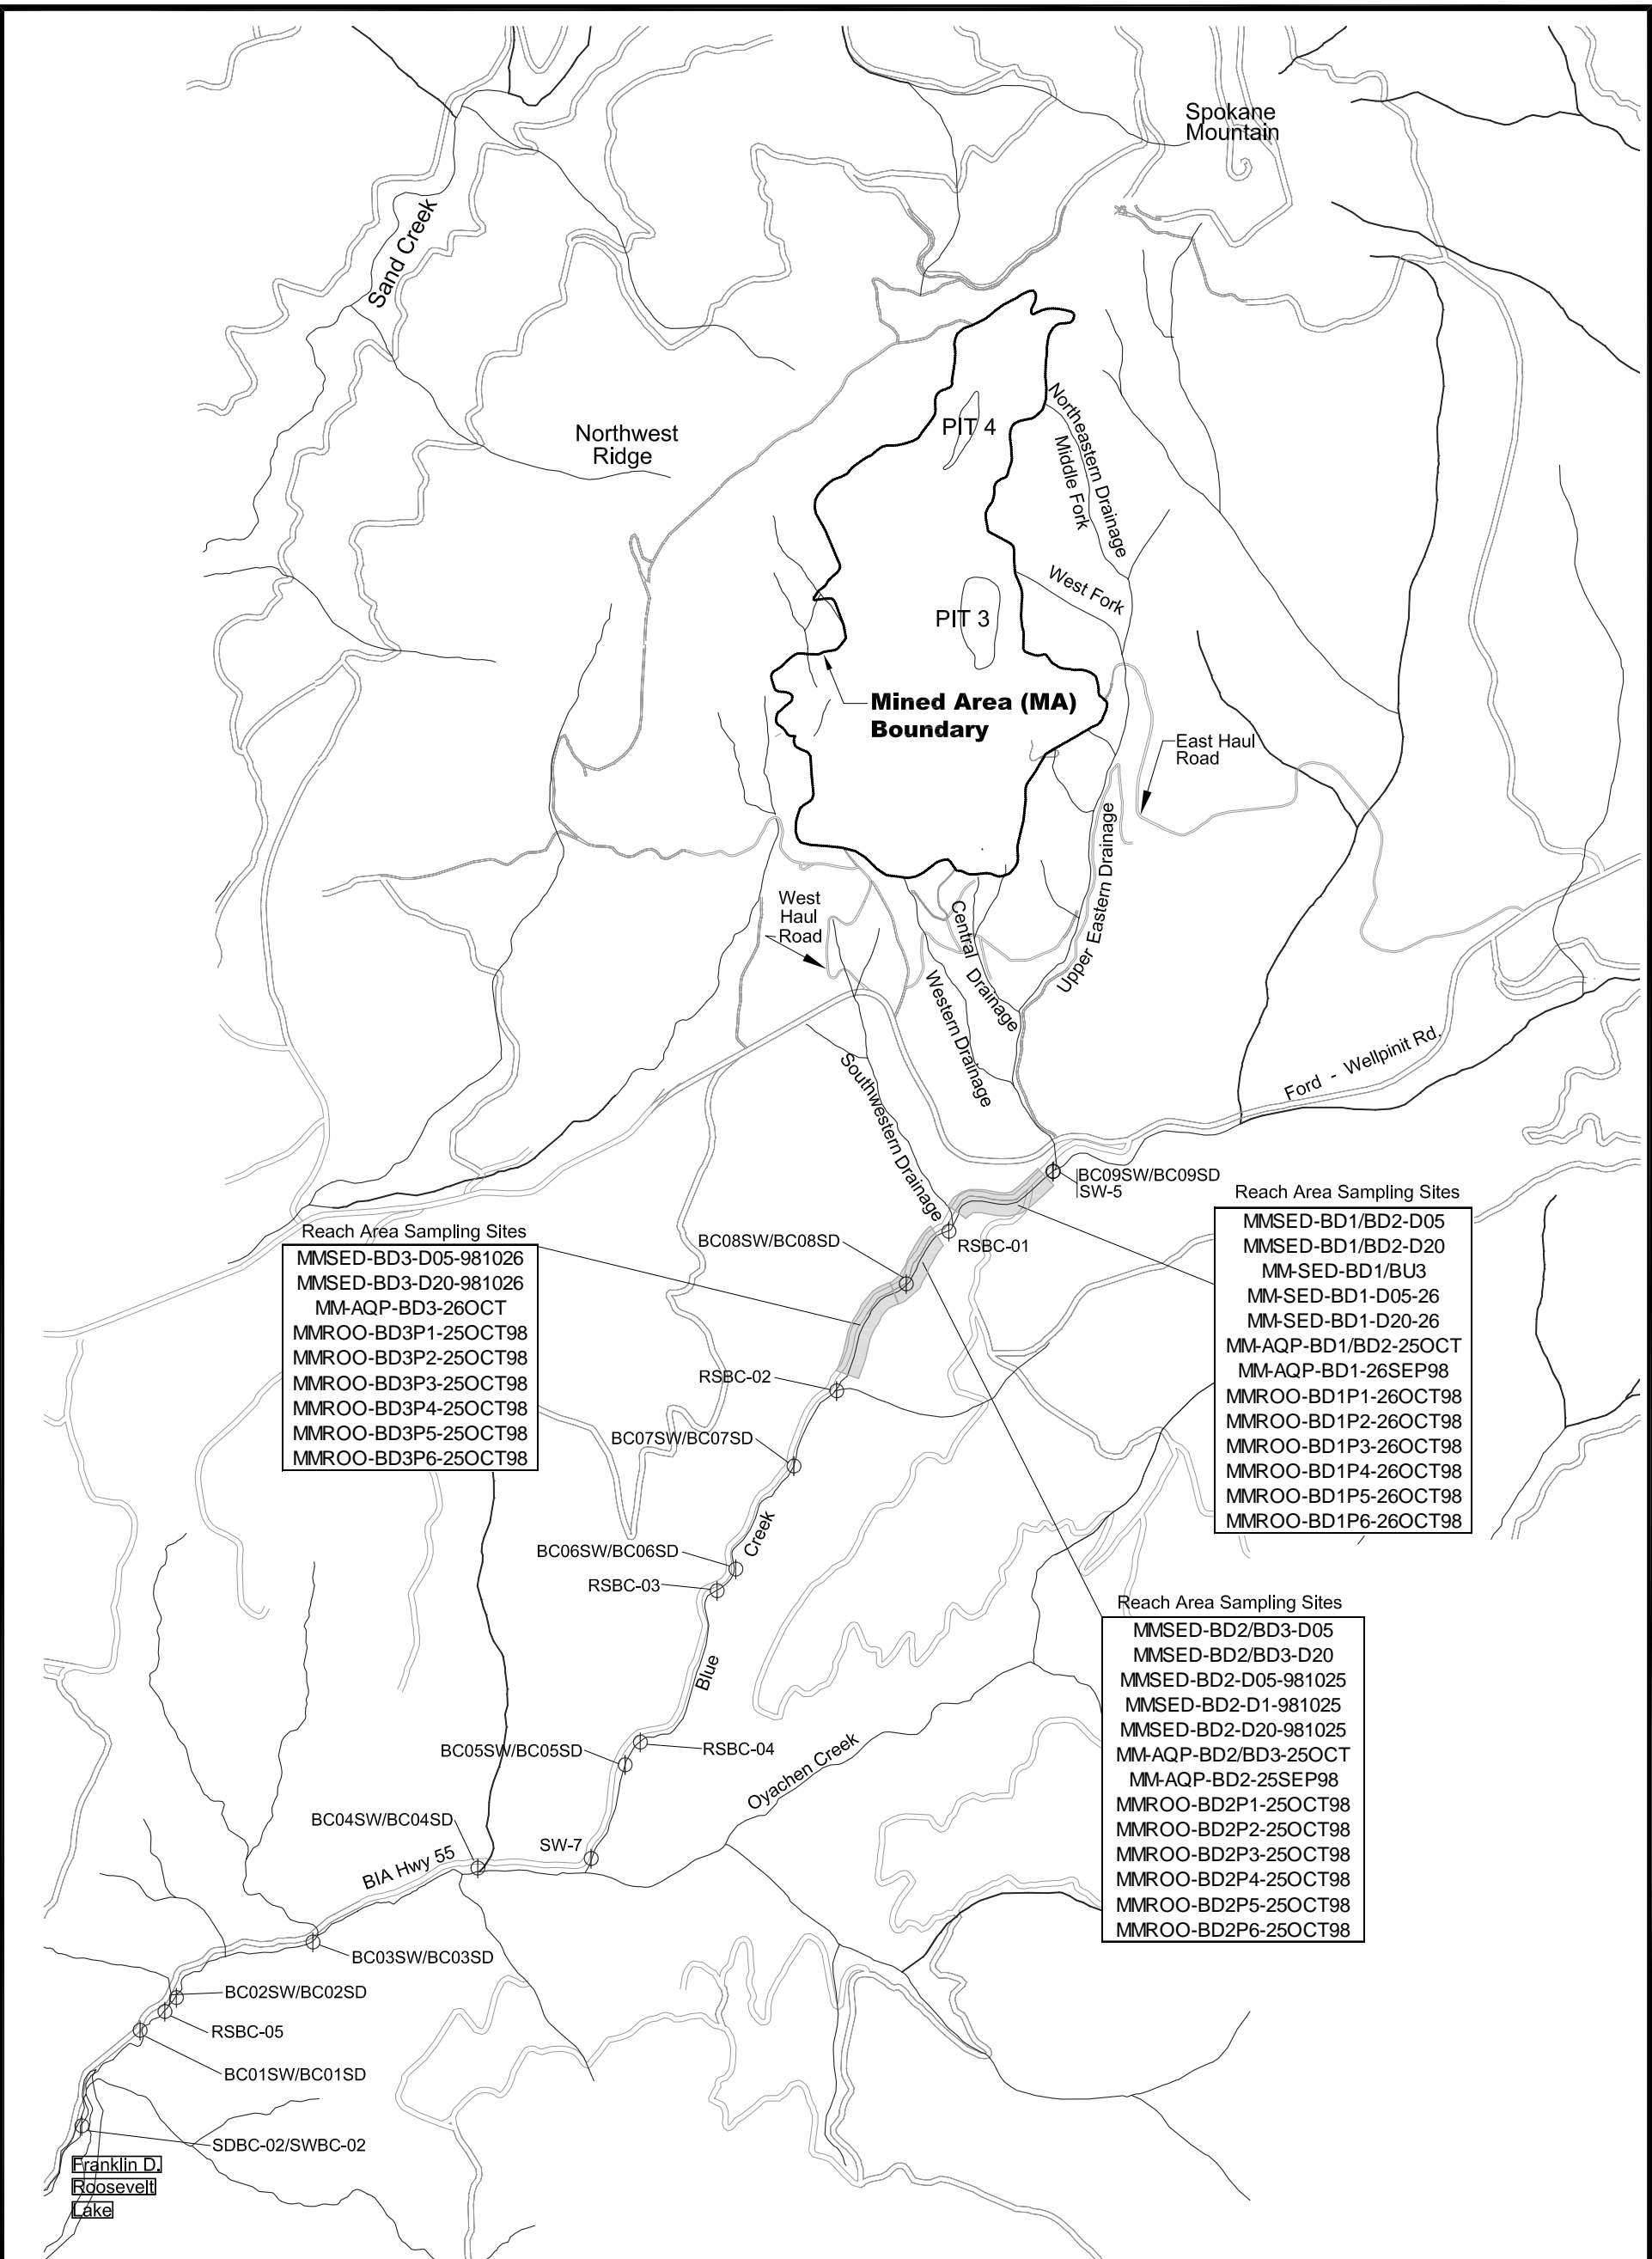 Spokane
Mountain
Sand Creek
Northwest
Ridge
PIT 4
Northeastern Drainage
Middle Fork
West Fork
PIT 3
Mined Area (MA)
Boundary
East Haul
Road
Upper Eastern Drainage
West
Haul
Road
Central Drainage
Western Drainage
Southwestern Drainage
Ford - Wellpinit Rd.
BC09SW/BC09SD
SW-5
RSBC-01
BC08SW/BC08SD
Reach Area Sampling Sites
MMSED-BD1/BD2-D05
MMSED-BD1/BD2-D20
MM-SED-BD1/BU3
MM-SED-BD1-D05-26
MM-SED-BD1-D20-26
MM-AQP-BD1/BD2-25OCT
MM-AQP-BD1-26SEP98
MMROO-BD1P1-26OCT98
MMROO-BD1P2-26OCT98
MMROO-BD1P3-26OCT98
MMROO-BD1P4-26OCT98
MMROO-BD1P5-26OCT98
MMROO-BD1P6-26OCT98
Reach Area Sampling Sites
MMSED-BD3-D05-981026
MMSED-BD3-D20-981026
MM-AQP-BD3-26OCT
MMROO-BD3P1-25OCT98
MMROO-BD3P2-25OCT98
MMROO-BD3P3-25OCT98
MMROO-BD3P4-25OCT98
MMROO-BD3P5-25OCT98
MMROO-BD3P6-25OCT98
RSBC-02
BC07SW/BC07SD
BC06SW/BC06SD
RSBC-03
Blue Creek
Reach Area Sampling Sites
MMSED-BD2/BD3-D05
MMSED-BD2/BD3-D20
MMSED-BD2-D05-981025
MMSED-BD2-D1-981025
MMSED-BD2-D20-981025
MM-AQP-BD2/BD3-25OCT
MM-AQP-BD2-25SEP98
MMROO-BD2P1-25OCT98
MMROO-BD2P2-25OCT98
MMROO-BD2P3-25OCT98
MMROO-BD2P4-25OCT98
MMROO-BD2P5-25OCT98
MMROO-BD2P6-25OCT98
RSBC-04
BC05SW/BC05SD
Oyachen Creek
BC04SW/BC04SD
SW-7
BIA Hwy 55
BC03SW/BC03SD
BC02SW/BC02SD
RSBC-05
BC01SW/BC01SD
SDBC-02/SWBC-02
Franklin D.
Roosevelt
Lake